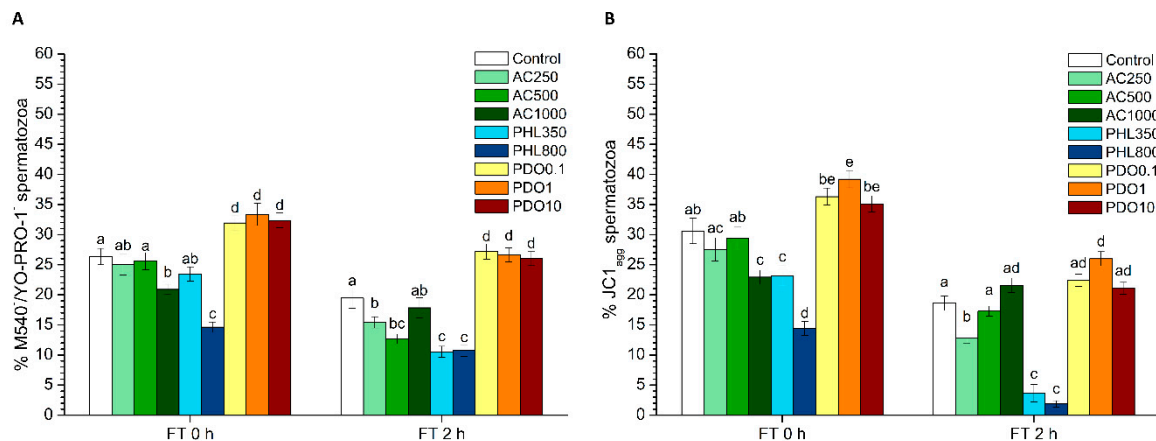 A
% M540⁻/YO-PRO-1⁻ spermatozoa
60
55
50
45
40
35
30
25
20
15
10
5
0
Control
AC250
AC500
AC1000
PHL350
PHL800
PDO0.1
PDO1
PDO10
a ab a b ab c d d d
a b bc ab c c d d d
FT 0 h FT 2 h
B
% JC1agg spermatozoa
60
55
50
45
40
35
30
25
20
15
10
5
0
Control
AC250
AC500
AC1000
PHL350
PHL800
PDO0.1
PDO1
PDO10
ab ac ab c c d be e be
a b a ad c c ad d ad
FT 0 h FT 2 h